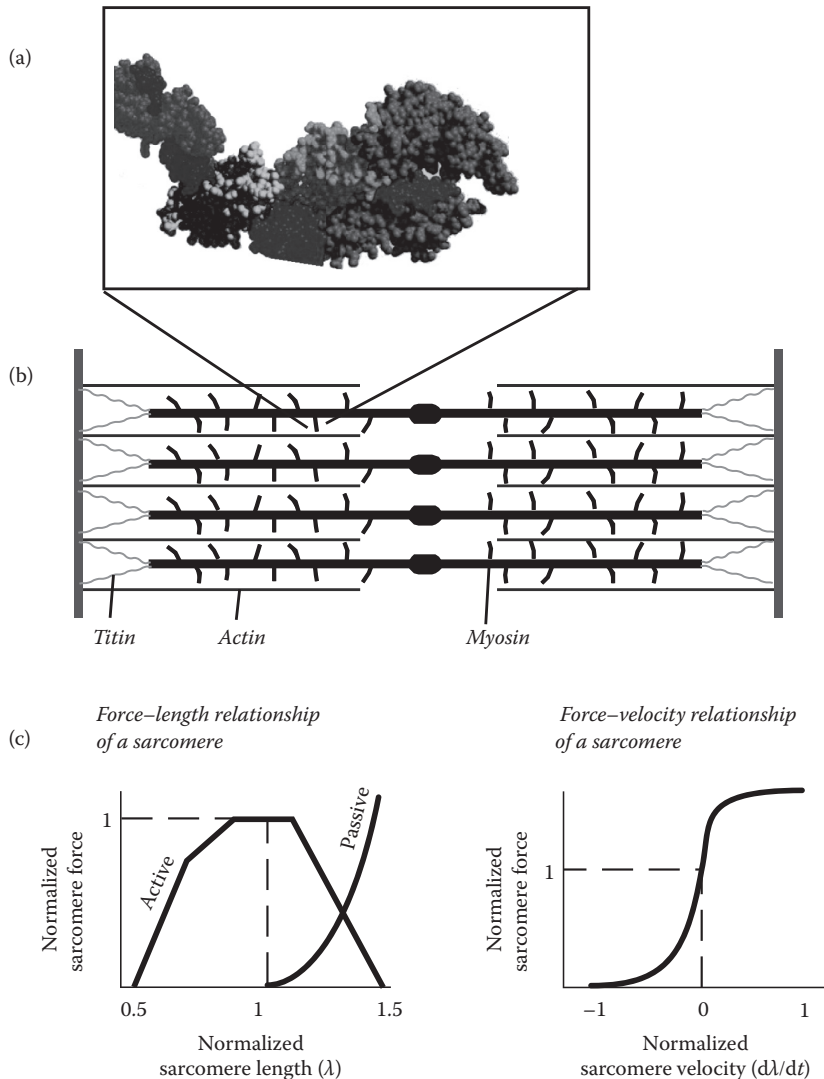 (a)
(b)
Titin
Actin
Myosin
(c)
Force–length relationship
of a sarcomere
1
Active
Passive
Normalized
sarcomere force
0.5
1
1.5
Normalized
sarcomere length (λ)
Force–velocity relationship
of a sarcomere
1
Normalized
sarcomere force
−1
0
1
Normalized
sarcomere velocity (dλ/dt)